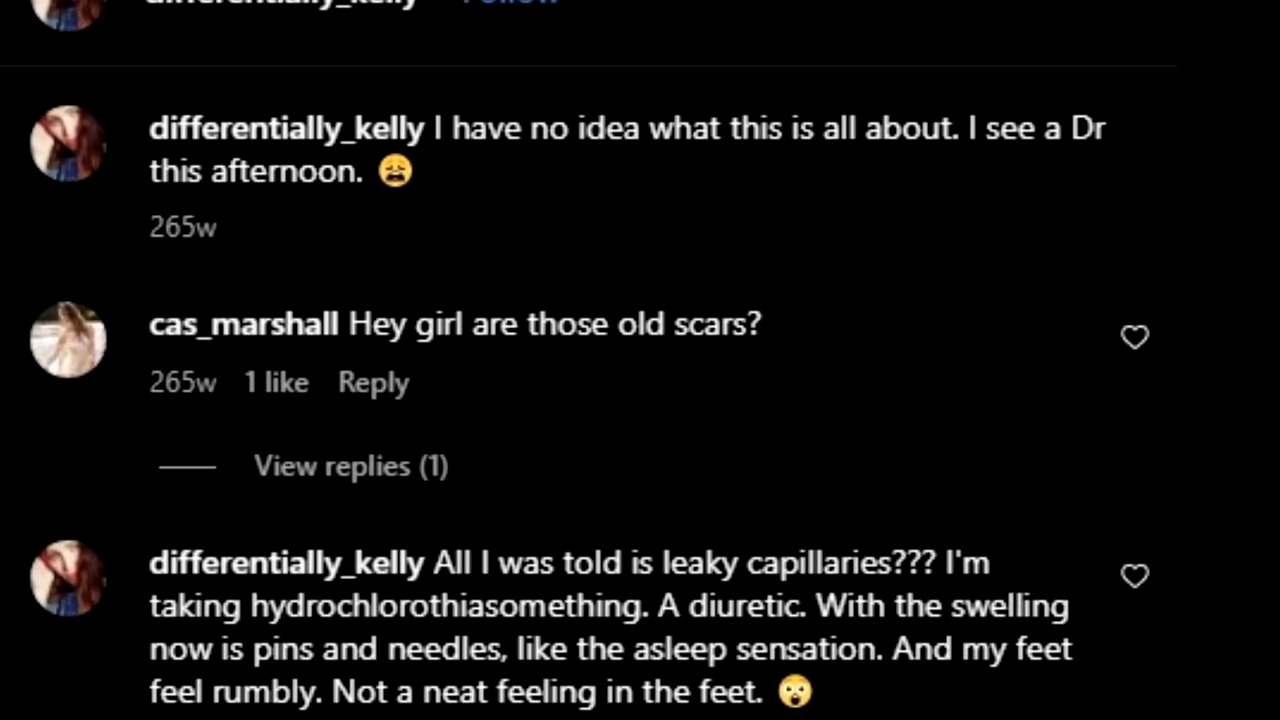 differentially_kelly Follow
differentially_kelly I have no idea what this is all about. I see a Dr
this afternoon. 😩
265w
cas_marshall Hey girl are those old scars?
265w 1 like Reply
View replies (1)
differentially_kelly All I was told is leaky capillaries??? I'm
taking hydrochlorothiasomething. A diuretic. With the swelling
now is pins and needles, like the asleep sensation. And my feet
feel rumbly. Not a neat feeling in the feet. 😲